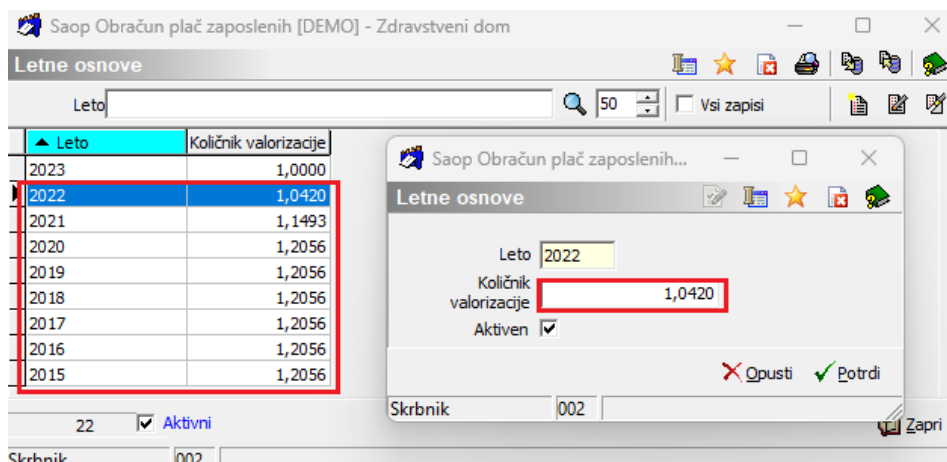 Saop Obračun plač zaposlenih [DEMO] - Zdravstveni dom
Letne osnove
Leto 50 Vsi zapisi
Leto Količnik valorizacije
2023 1,0000
2022 1,0420
2021 1,1493
2020 1,2056
2019 1,2056
2018 1,2056
2017 1,2056
2016 1,2056
2015 1,2056
22 Aktivni
Zapri
Skrbnik 002
Saop Obračun plač zaposlenih...
Letne osnove
Leto 2022
Količnik
valorizacije 1,0420
Aktiven
Opusti Potrdi
Skrbnik 002